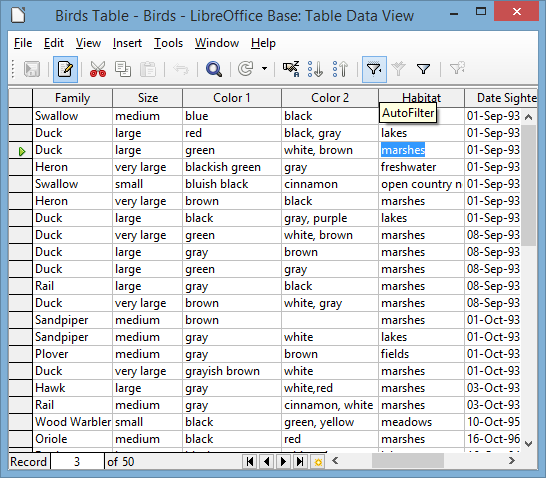 Birds Table - Birds - LibreOffice Base: Table Data View
File Edit View Insert Tools Window Help
Family Size Color 1 Color 2 Habitat Date Sighte
AutoFilter
Swallow medium blue black 01-Sep-93
Duck large red black, gray lakes 01-Sep-93
Duck large green white, brown marshes 01-Sep-93
Heron very large blackish green gray freshwater 01-Sep-93
Swallow small bluish black cinnamon open country n 01-Sep-93
Heron very large brown black marshes 01-Sep-93
Duck large black gray, purple lakes 01-Sep-93
Duck very large green white, brown marshes 08-Sep-93
Duck large gray brown marshes 08-Sep-93
Duck large green gray marshes 08-Sep-93
Rail large gray black marshes 08-Sep-93
Duck very large brown white, gray marshes 08-Sep-93
Sandpiper medium brown marshes 01-Oct-93
Sandpiper medium gray white lakes 01-Oct-93
Plover medium gray brown fields 01-Oct-93
Duck very large grayish brown white marshes 01-Oct-93
Hawk large gray white,red marshes 03-Oct-93
Rail medium gray cinnamon, white marshes 03-Oct-93
Wood Warbler small black green, yellow meadows 10-Oct-95
Oriole medium black red marshes 16-Oct-96
Record 3 of 50